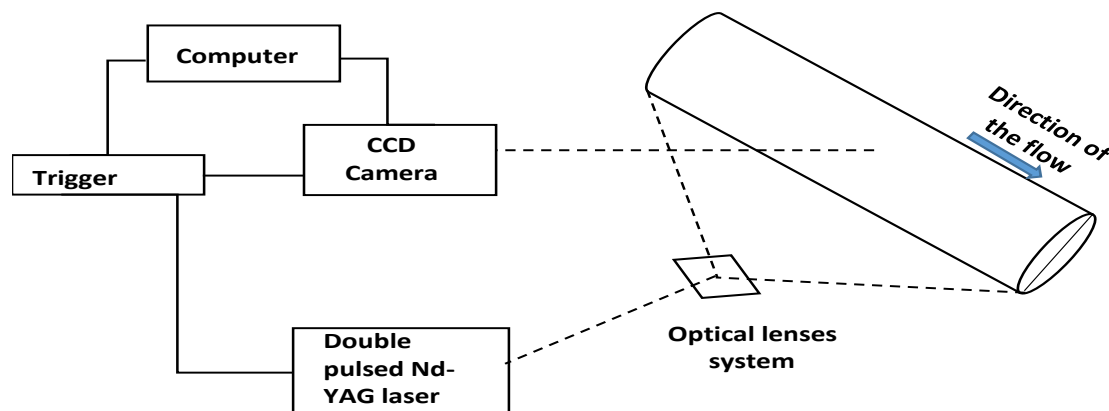 Computer
CCD
Camera
Trigger
Direction of
the flow
Optical lenses
system
Double
pulsed Nd-
YAG laser